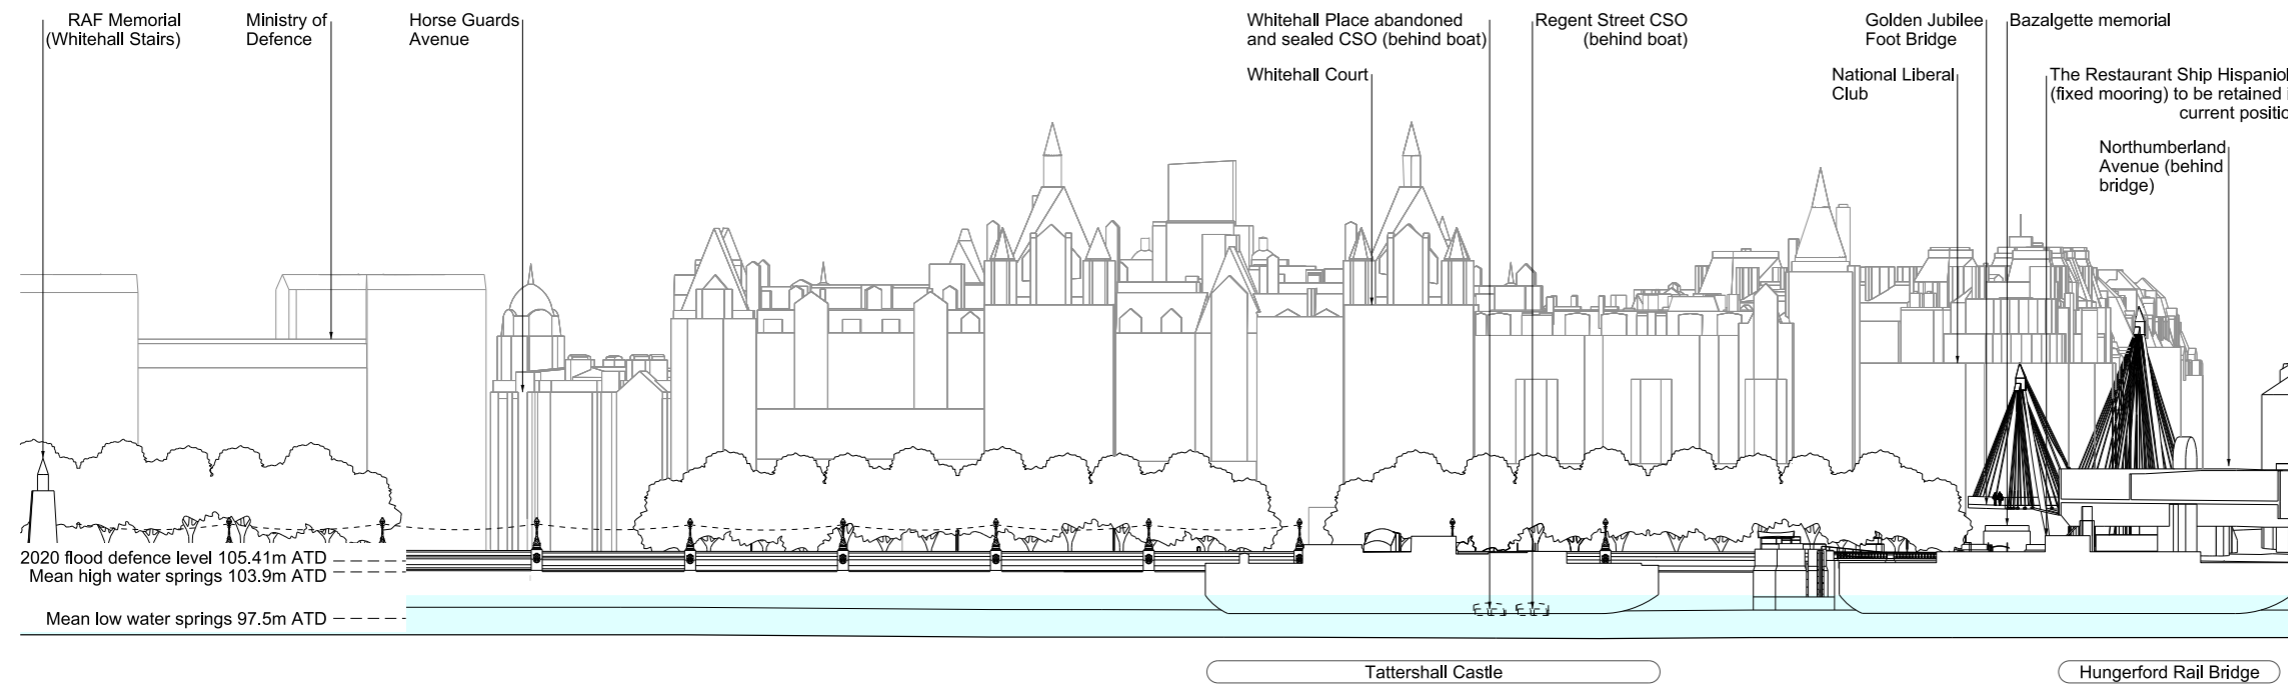 RAF Memorial
(Whitehall Stairs)
Ministry of
Defence
Horse Guards
Avenue
Whitehall Place abandoned
and sealed CSO (behind boat)
Regent Street CSO
(behind boat)
Whitehall Court
Golden Jubilee
Foot Bridge
Bazalgette memorial
National Liberal
Club
The Restaurant Ship
(fixed mooring) to be retained
current
Northumberland
Avenue (behind
bridge)
2020 flood defence level 105.41m ATD
Mean high water springs 103.9m ATD
Mean low water springs 97.5m ATD
Tattershall Castle
Hungerford Rail Bridge